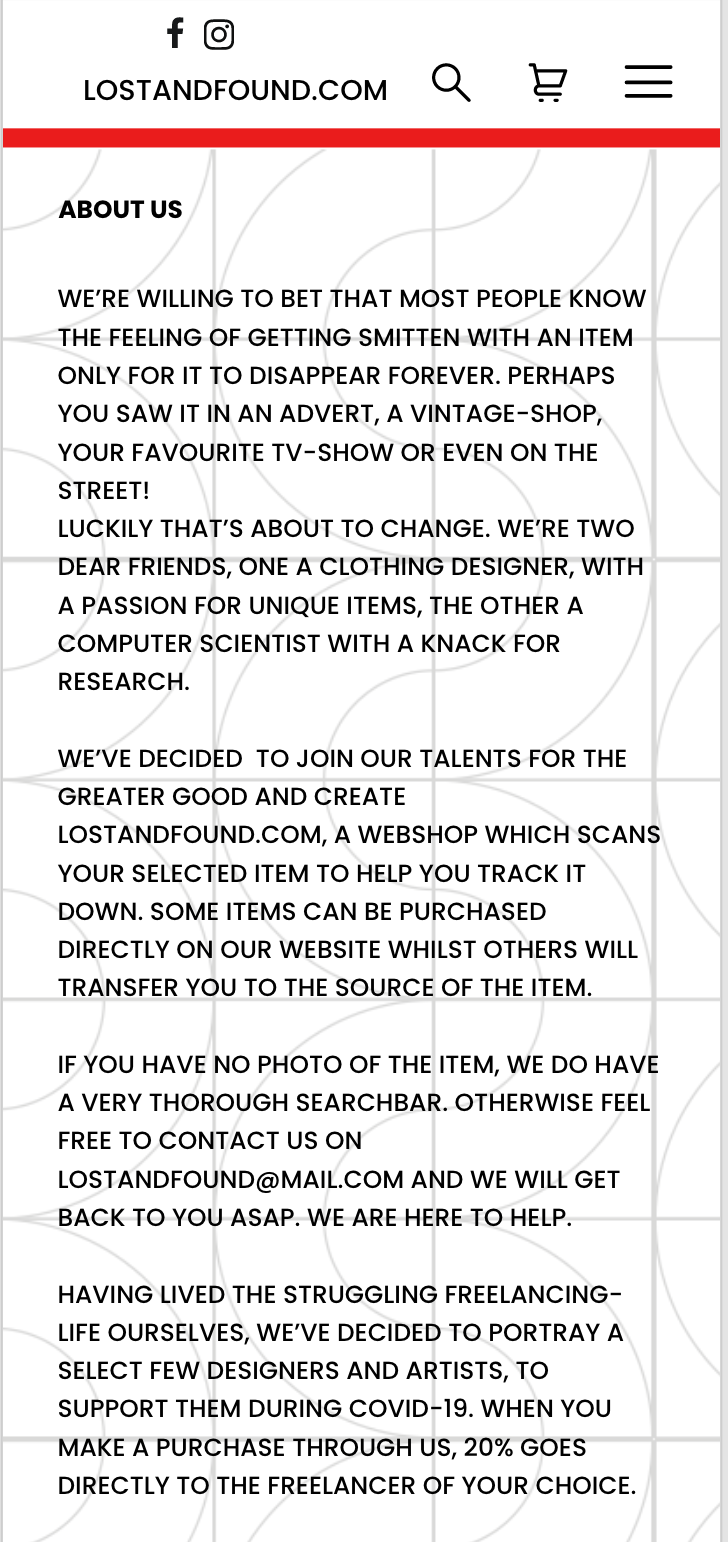 LOSTANDFOUND.COM
ABOUT US
WE’RE WILLING TO BET THAT MOST PEOPLE KNOW
THE FEELING OF GETTING SMITTEN WITH AN ITEM
ONLY FOR IT TO DISAPPEAR FOREVER. PERHAPS
YOU SAW IT IN AN ADVERT, A VINTAGE-SHOP,
YOUR FAVOURITE TV-SHOW OR EVEN ON THE
STREET!
LUCKILY THAT’S ABOUT TO CHANGE. WE’RE TWO
DEAR FRIENDS, ONE A CLOTHING DESIGNER, WITH
A PASSION FOR UNIQUE ITEMS, THE OTHER A
COMPUTER SCIENTIST WITH A KNACK FOR
RESEARCH.
WE’VE DECIDED  TO JOIN OUR TALENTS FOR THE
GREATER GOOD AND CREATE
LOSTANDFOUND.COM, A WEBSHOP WHICH SCANS
YOUR SELECTED ITEM TO HELP YOU TRACK IT
DOWN. SOME ITEMS CAN BE PURCHASED
DIRECTLY ON OUR WEBSITE WHILST OTHERS WILL
TRANSFER YOU TO THE SOURCE OF THE ITEM.
IF YOU HAVE NO PHOTO OF THE ITEM, WE DO HAVE
A VERY THOROUGH SEARCHBAR. OTHERWISE FEEL
FREE TO CONTACT US ON
LOSTANDFOUND@MAIL.COM AND WE WILL GET
BACK TO YOU ASAP. WE ARE HERE TO HELP.
HAVING LIVED THE STRUGGLING FREELANCING-
LIFE OURSELVES, WE’VE DECIDED TO PORTRAY A
SELECT FEW DESIGNERS AND ARTISTS, TO
SUPPORT THEM DURING COVID-19. WHEN YOU
MAKE A PURCHASE THROUGH US, 20% GOES
DIRECTLY TO THE FREELANCER OF YOUR CHOICE.